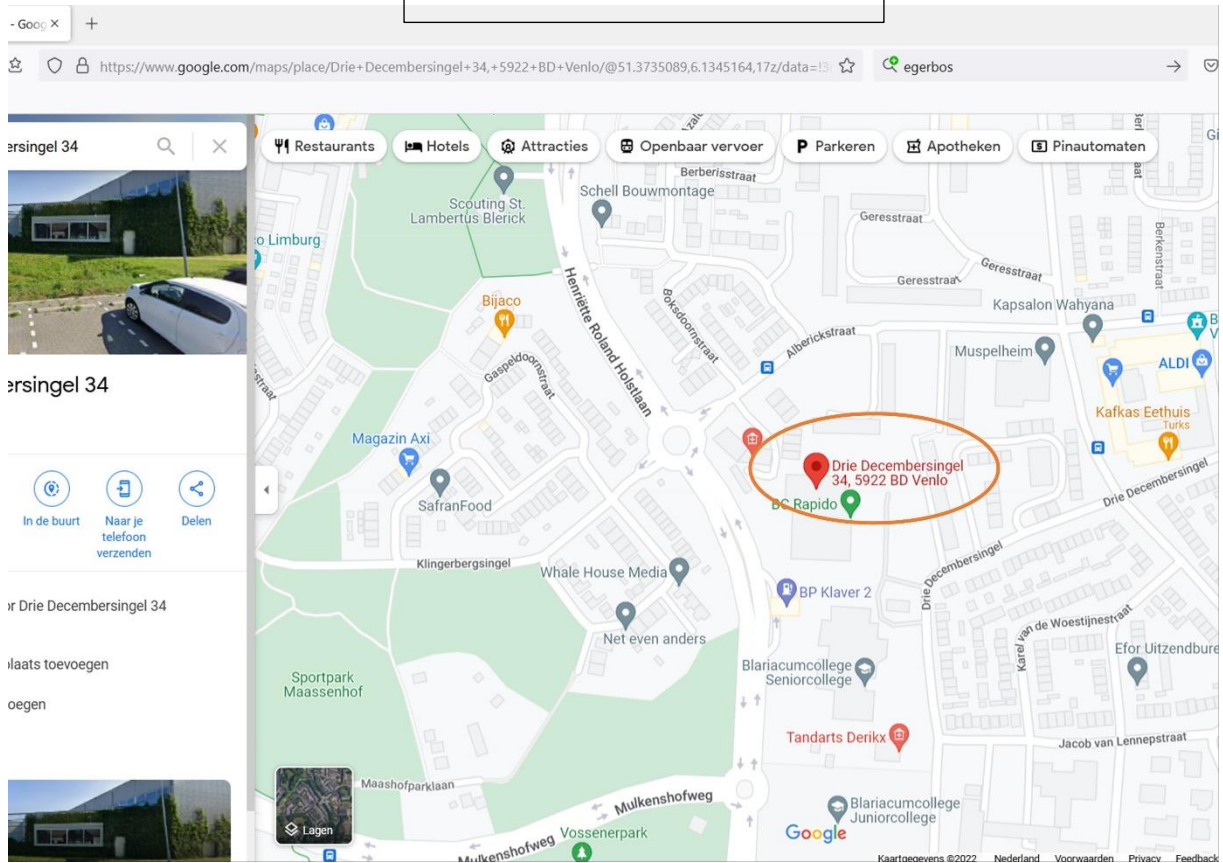 - Goog
https://www.google.com/maps/place/Drie+Decembersingel+34,+5922+BD+Venlo/@51.3735089,6.1345164,17z/data=!3
egerbos
ersingel 34
Restaurants
Hotels
Attracties
Openbaar vervoer
Parkeren
Apotheken
Pinautomaten
ersingel 34
In de buurt
Naar je
telefoon
verzenden
Delen
or Drie Decembersingel 34
plaats toevoegen
oegen
Berberisstraat
Scouting St.
Lambertus Blerick
Schell Bouwmontage
co Limburg
Geresstraat
Geresstraat
Geresstraat
Berkenstraat
Henriëtte Roland Holstlaan
Boksdoornstraat
Bijaco
Kapsalon Wahyana
Alberickstraat
Muspelheim
ALDI
Gaspeldoornstraat
Kafkas Eethuis
Turks
Magazin Axi
Drie Decembersingel
34, 5922 BD Venlo
Drie Decembersingel
SafranFood
BC Rapido
Klingerbergsingel
Whale House Media
Drie Decembersingel
BP Klaver 2
Net even anders
Karel van de Woestijnestraat
Efor Uitzendbure
Blariacumcollege
Seniorcollege
Sportpark
Maassenhof
Tandarts Derikx
Jacob van Lennepstraat
Maashofparklaan
Mulkenshofweg
Blariacumcollege
Juniorcollege
Lagen
Vossenerpark
Google
Mulkenshofweg
Kaartgegevens ©2022
Nederland
Voorwaarden
Privacy
Feedback